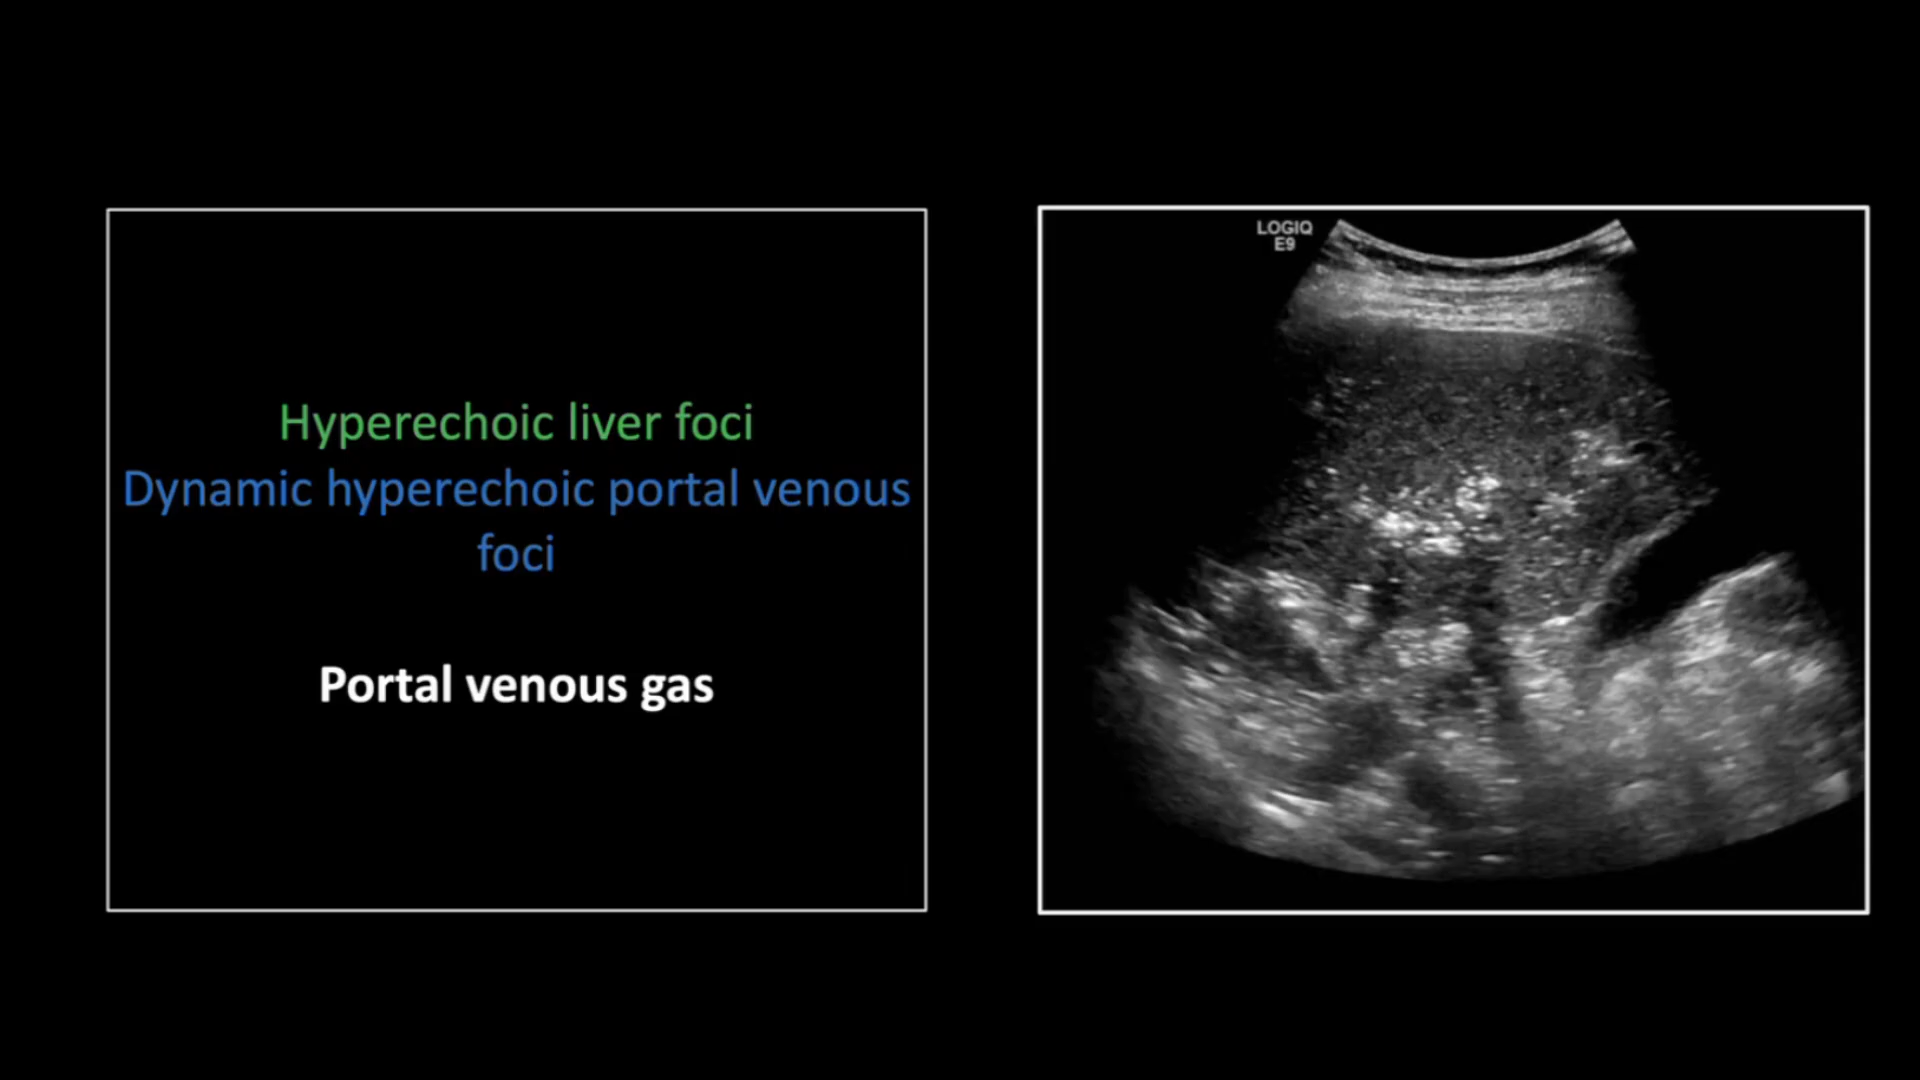 Hyperechoic liver foci
Dynamic hyperechoic portal venous
foci
Portal venous gas
LOGIQ
E9